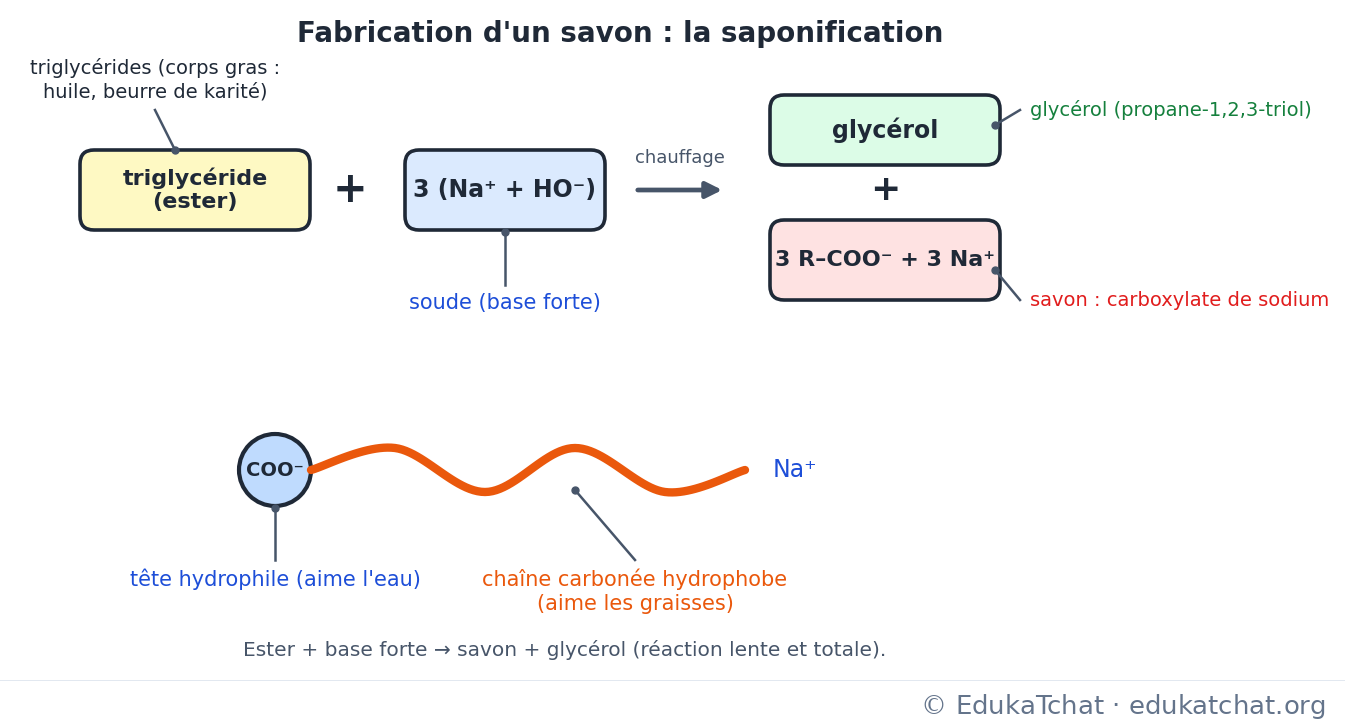 Fabrication d'un savon : la saponification
triglycérides (corps gras :
huile, beurre de karité)
triglycéride
(ester)
+
3 (Na⁺ + HO⁻)
soude (base forte)
chauffage
glycérol
glycérol (propane-1,2,3-triol)
+
3 R–COO⁻ + 3 Na⁺
savon : carboxylate de sodium
COO⁻
Na⁺
tête hydrophile (aime l'eau)
chaîne carbonée hydrophobe
(aime les graisses)
Ester + base forte → savon + glycérol (réaction lente et totale).
© EdukaTchat · edukatchat.org